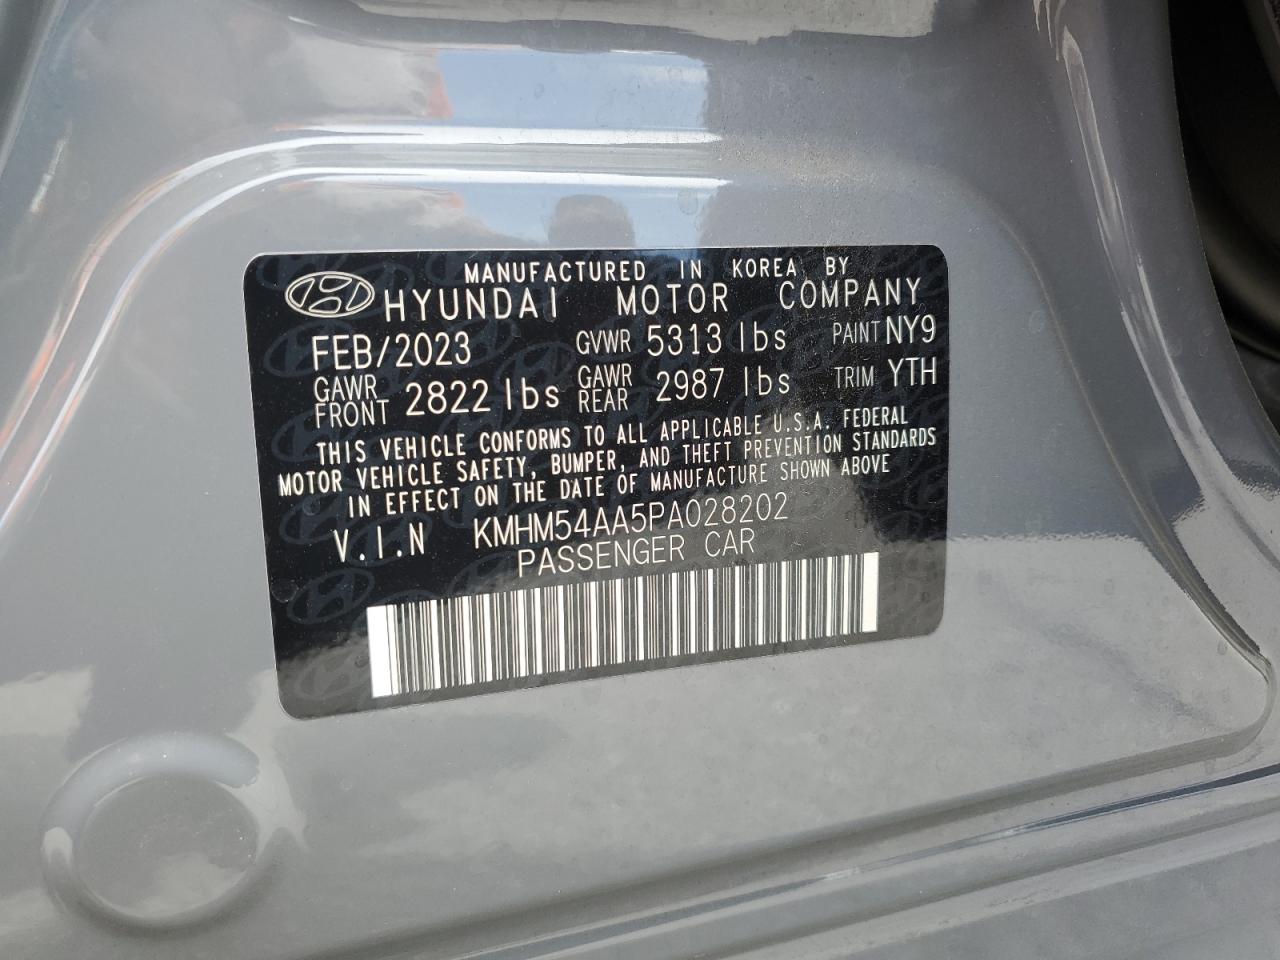 MANUFACTURED IN KOREA BY
HYUNDAI MOTOR COMPANY
FEB/2023 GVWR 5313 lbs PAINT NY9
GAWR FRONT 2822 lbs GAWR REAR 2987 lbs TRIM YTH
THIS VEHICLE CONFORMS TO ALL APPLICABLE U.S.A. FEDERAL
MOTOR VEHICLE SAFETY, BUMPER, AND THEFT PREVENTION STANDARDS
IN EFFECT ON THE DATE OF MANUFACTURE SHOWN ABOVE
V.I.N KMHM54AA5PA028202
PASSENGER CAR